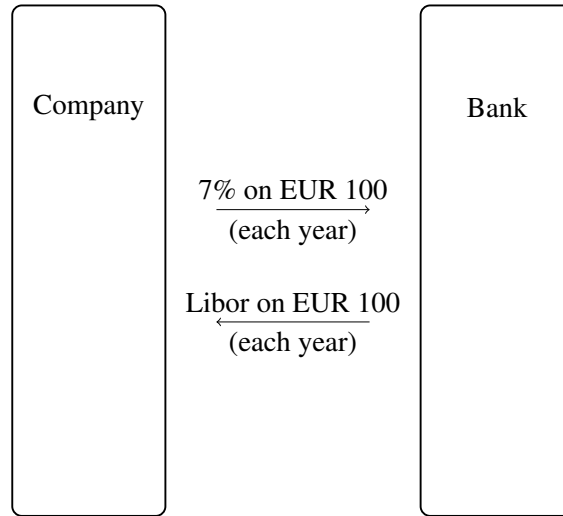 Company
Bank
7% on EUR 100
(each year)
Libor on EUR 100
(each year)